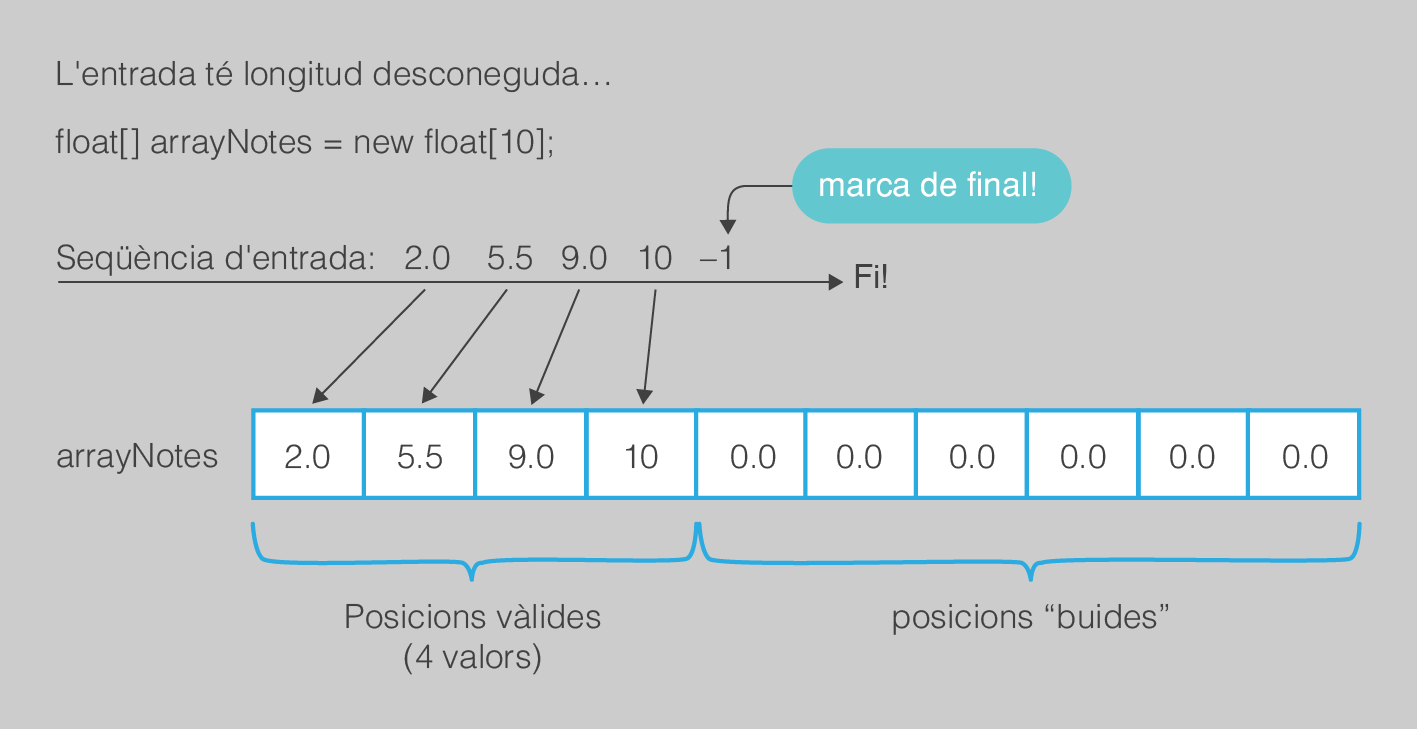 L'entrada té longitud desconeguda...
float[] arrayNotes = new float[10];
marca de final!
Seqüència d'entrada: 2.0 5.5 9.0 10 –1
Fi!
arrayNotes 2.0 5.5 9.0 10 0.0 0.0 0.0 0.0 0.0 0.0
Posicions vàlides
(4 valors)
posicions “buides”